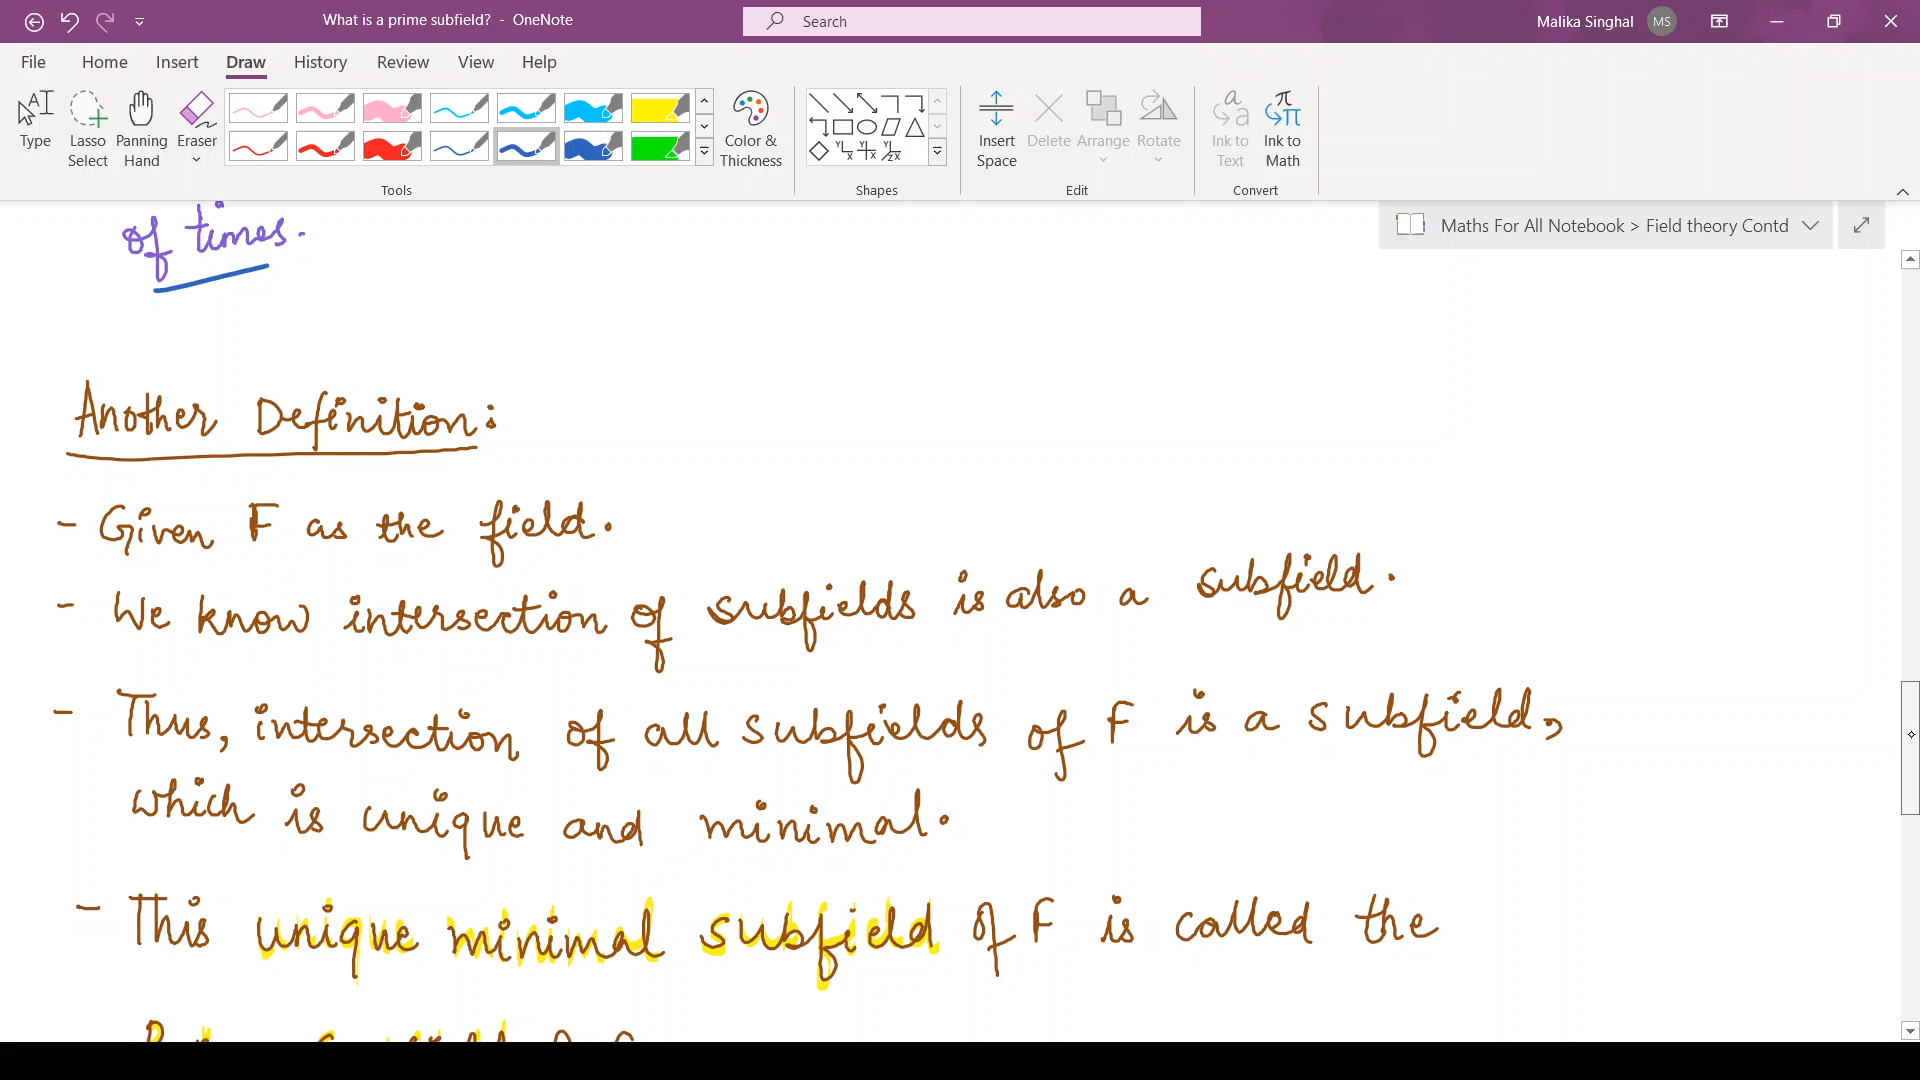 What is a prime subfield? - OneNote
Search
Malika Singhal MS
File Home Insert Draw History Review View Help
Type
Lasso Select
Panning Hand
Eraser
Color & Thickness
Insert Space
Delete
Arrange
Rotate
Ink to Text
Ink to Math
Tools
Shapes
Edit
Convert
Maths For All Notebook > Field theory Contd
of times.
Another Definition:
- Given F as the field.
- We know intersection of subfields is also a subfield.
- Thus, intersection of all subfields of F is a subfield,
which is unique and minimal.
- This unique minimal subfield of F is called the